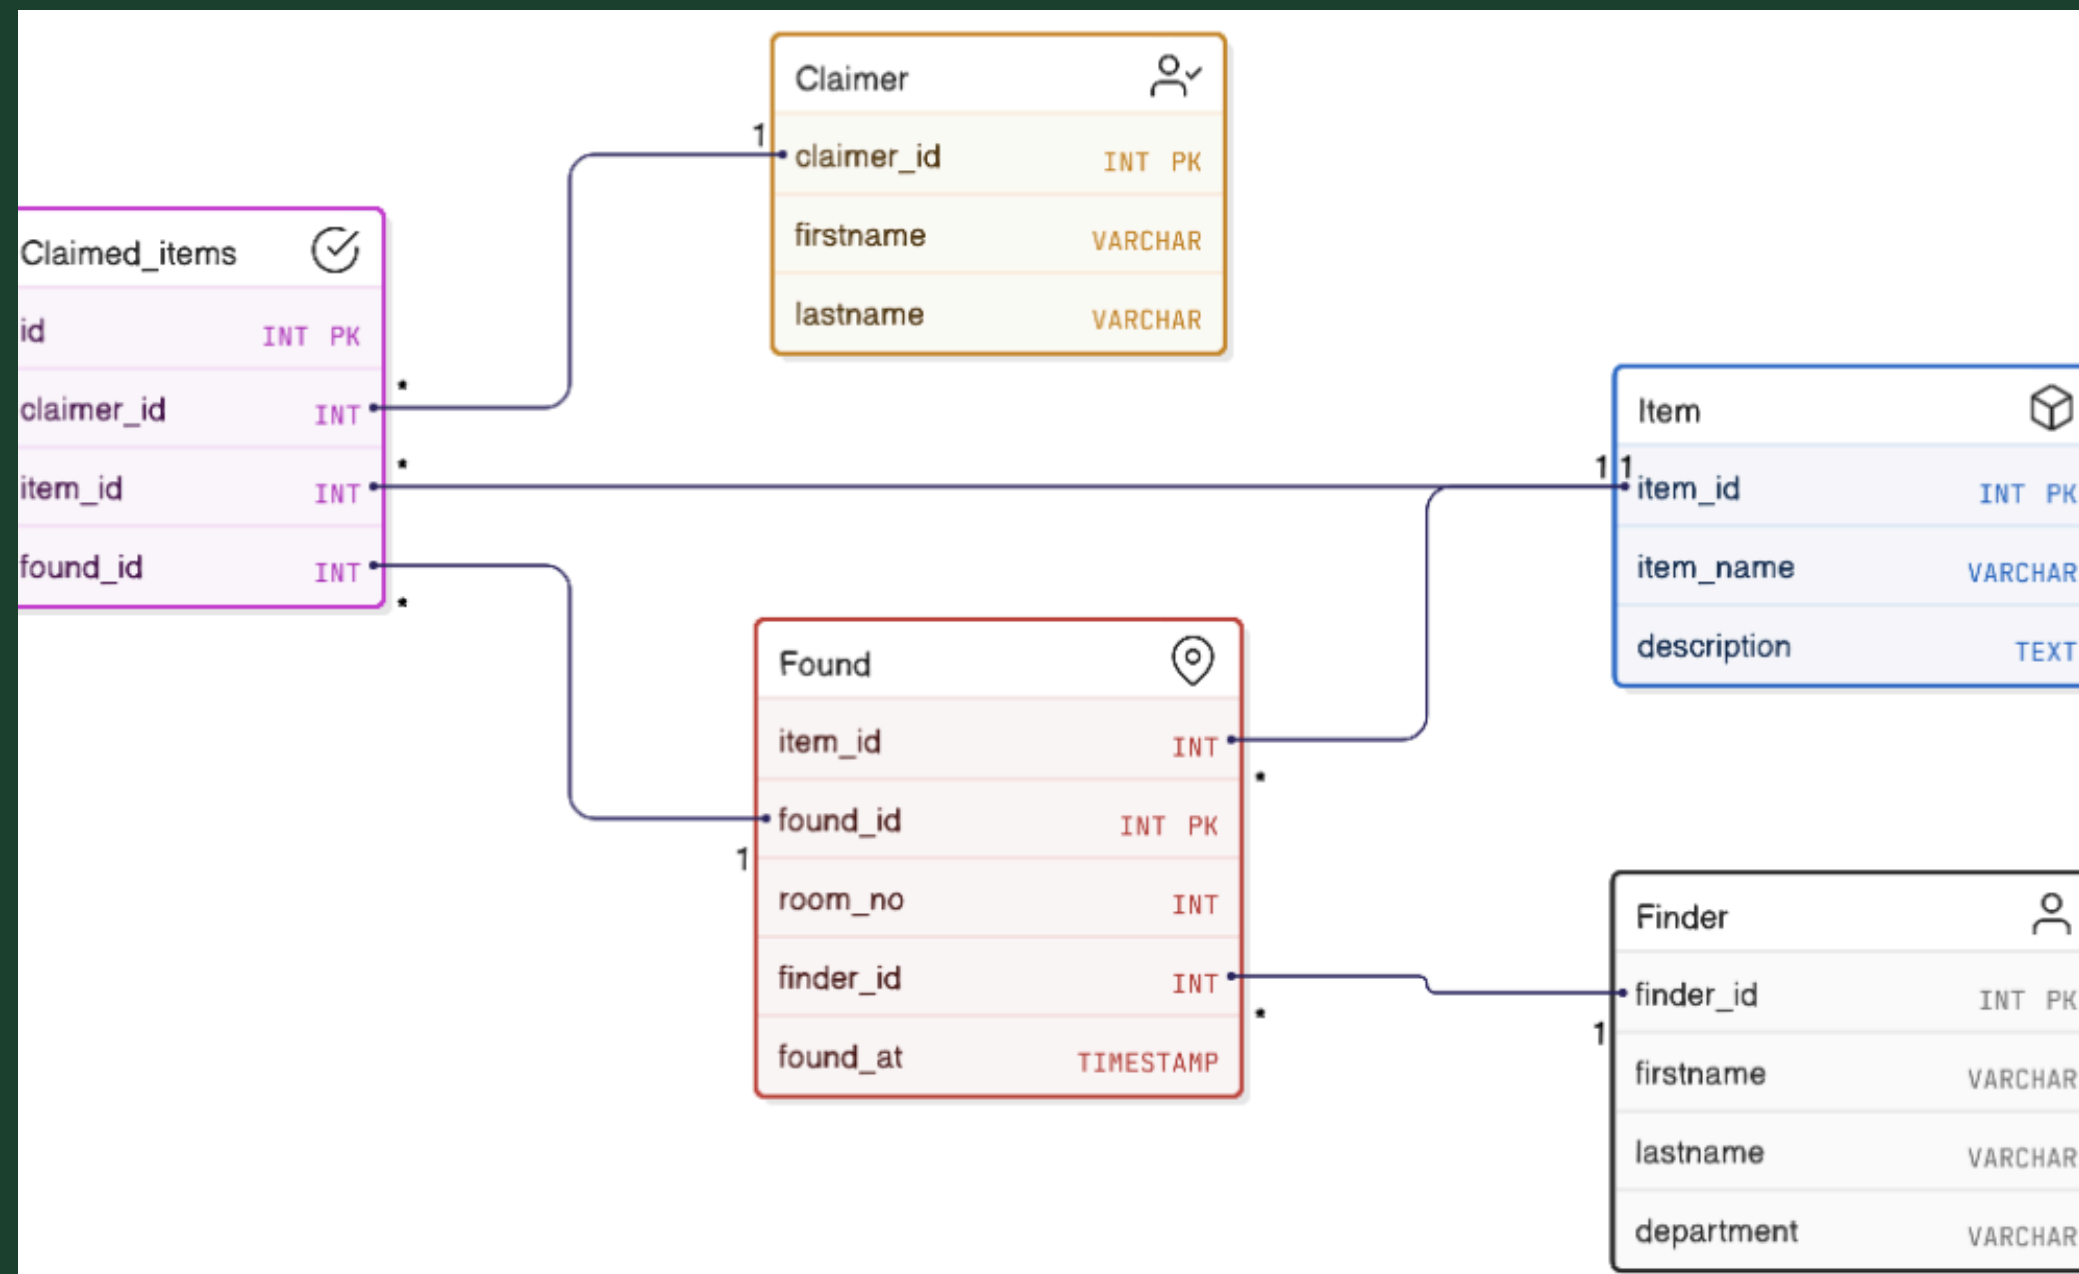 Claimer
1
claimer_id INT PK
firstname VARCHAR
lastname VARCHAR
Claimed_items
id INT PK
*
claimer_id INT
*
item_id INT
found_id INT
*
Item
1 1
item_id INT PK
item_name VARCHAR
description TEXT
Found
item_id INT
*
found_id INT PK
1
room_no INT
finder_id INT
*
found_at TIMESTAMP
Finder
finder_id INT PK
1
firstname VARCHAR
lastname VARCHAR
department VARCHAR